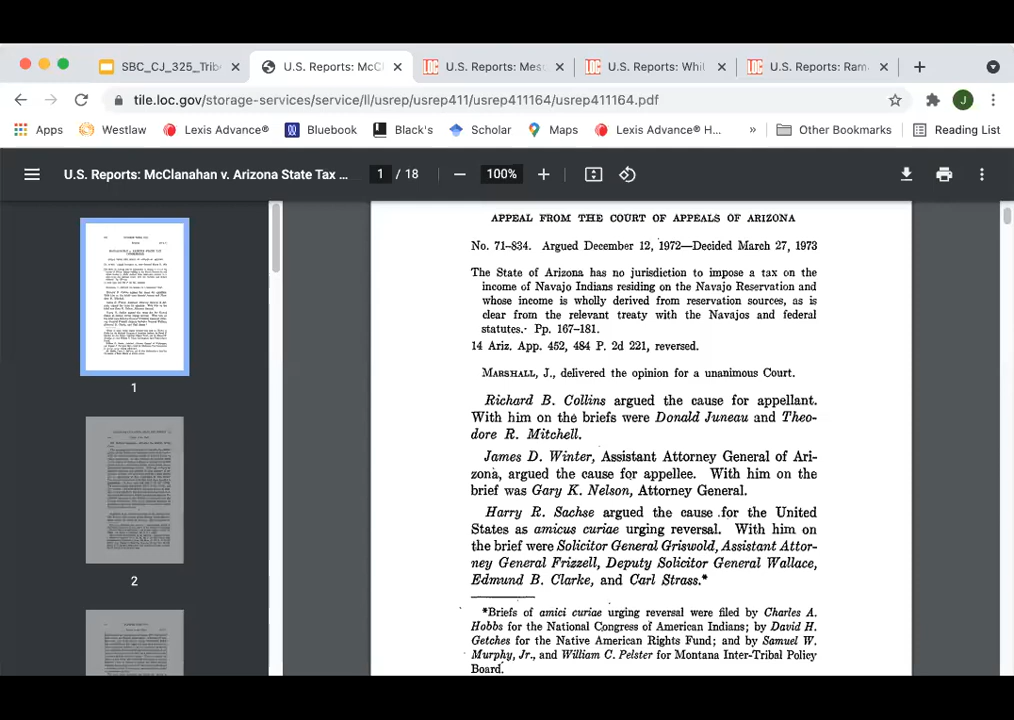 SBC_CJ_325_Trib
U.S. Reports: McCl
U.S. Reports: Mesc
U.S. Reports: Whit
U.S. Reports: Ram
tile.loc.gov/storage-services/service/ll/usrep/usrep411/usrep411164/usrep411164.pdf
J
Apps
Westlaw
Lexis Advance®
Bluebook
Black's
Scholar
Maps
Lexis Advance® H...
»
Other Bookmarks
Reading List
U.S. Reports: McClanahan v. Arizona State Tax ...
1 / 18
100%
1
2
APPEAL FROM THE COURT OF APPEALS OF ARIZONA
No. 71–834. Argued December 12, 1972—Decided March 27, 1973
The State of Arizona has no jurisdiction to impose a tax on the
income of Navajo Indians residing on the Navajo Reservation and
whose income is wholly derived from reservation sources, as is
clear from the relevant treaty with the Navajos and federal
statutes. Pp. 167–181.
14 Ariz. App. 452, 484 P. 2d 221, reversed.
MARSHALL, J., delivered the opinion for a unanimous Court.
Richard B. Collins argued the cause for appellant.
With him on the briefs were Donald Juneau and Theo-
dore R. Mitchell.
James D. Winter, Assistant Attorney General of Ari-
zona, argued the cause for appellee. With him on the
brief was Gary K. Nelson, Attorney General.
Harry R. Sachse argued the cause for the United
States as amicus curiae urging reversal. With him on
the brief were Solicitor General Griswold, Assistant Attor-
ney General Frizzell, Deputy Solicitor General Wallace,
Edmund B. Clarke, and Carl Strass.*
*Briefs of amici curiae urging reversal were filed by Charles A.
Hobbs for the National Congress of American Indians; by David H.
Getches for the Native American Rights Fund; and by Samuel W.
Murphy, Jr., and William C. Pelster for Montana Inter-Tribal Policy
Board.